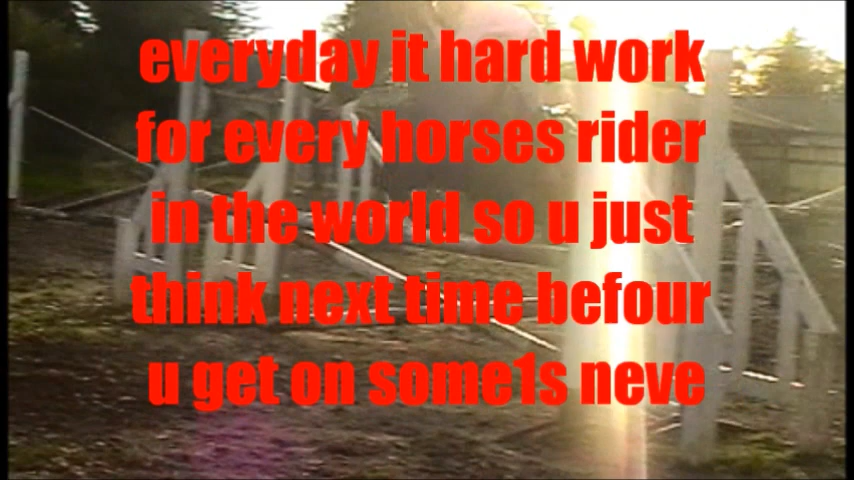 everyday it hard work
for every horses rider
in the world so u just
think next time befour
u get on some1s neve